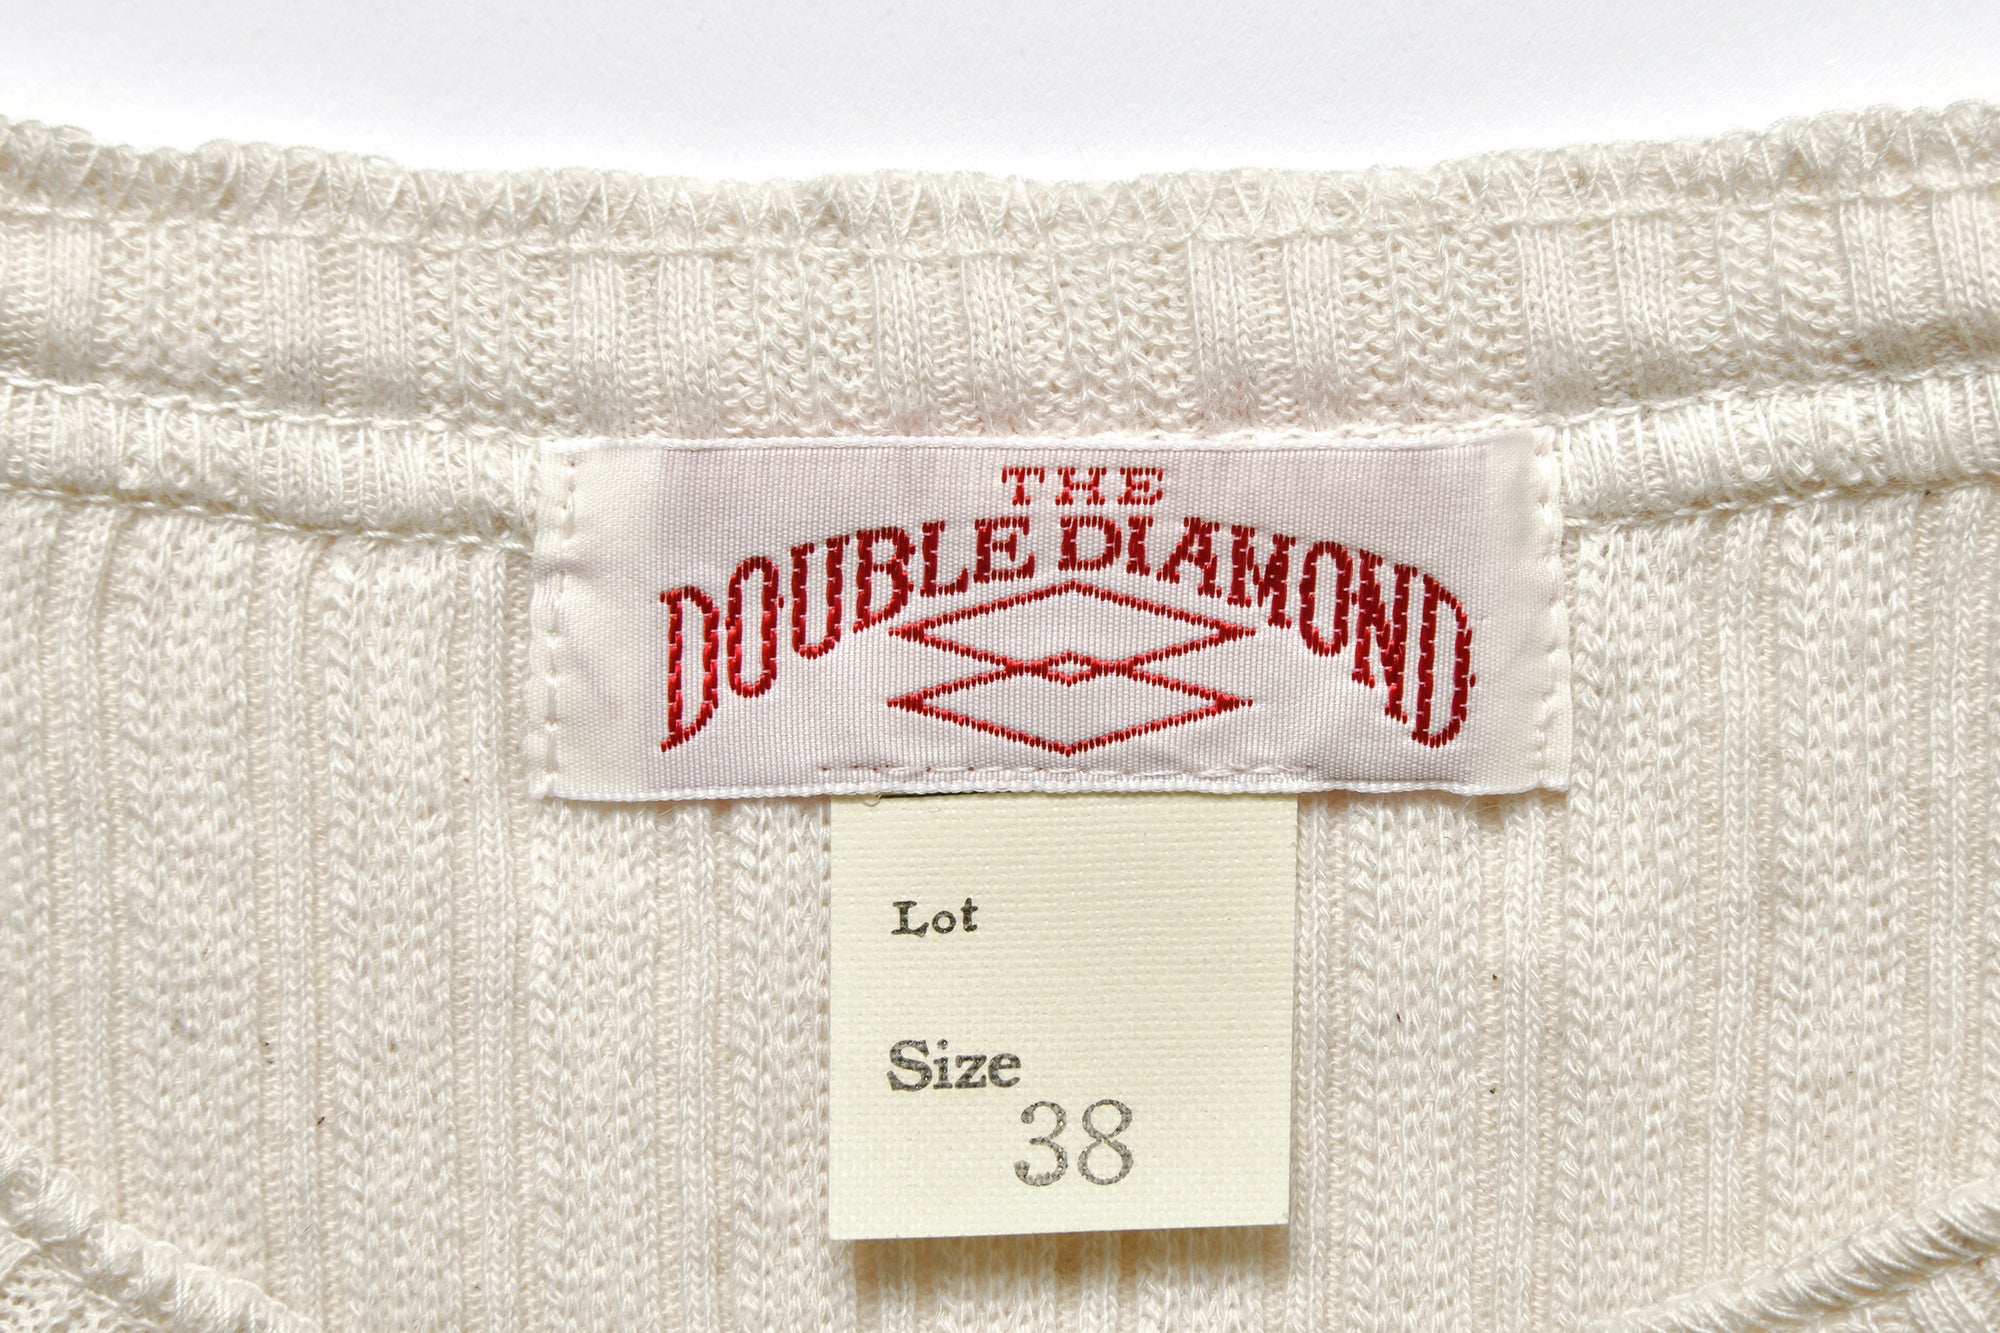 THE
DOUBLE DIAMOND
Lot
Size
38